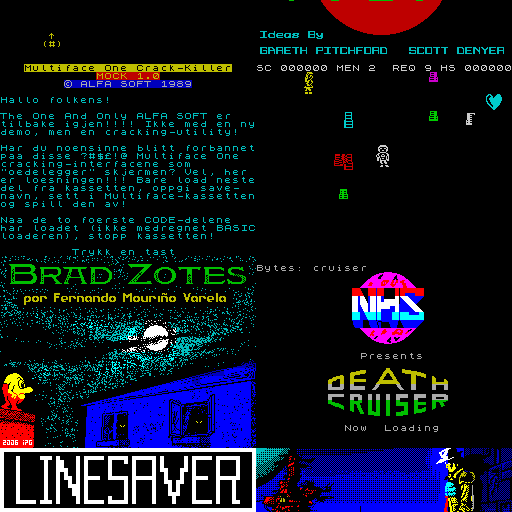 ↑
(#)
Multiface One Crack-Killer
MOCK 1.0
© ALFA SOFT 1989
Hallo folkens!
The One And Only ALFA SOFT er
tilbake igjen!!!! Ikke med en ny
demo, men en cracking-utility!
Har du noensinne blitt forbannet
paa disse ?#$£!@ Multiface One
cracking-interfacene som
"oedelegger" skjermen? Vel, her
er loesningen!!! Bare load neste
del fra kassetten, oppgi save-
navn, sett i Multiface-kassetten
og spill den av!
Naa de to foerste CODE-delene
har loadet (ikke medregnet BASIC
loaderen), stopp kassetten!
Trykk en tast
Ideas By
GARETH PITCHFORD SCOTT DENYER
SC 000000 MEN 2 REQ 9 HS 000000
BRAD ZOTES
por Fernando Mouriño Varela
2006 IPG
Bytes: cruiser
NHS
Presents
DEATH
CRUISER
Now Loading
LINESAVER